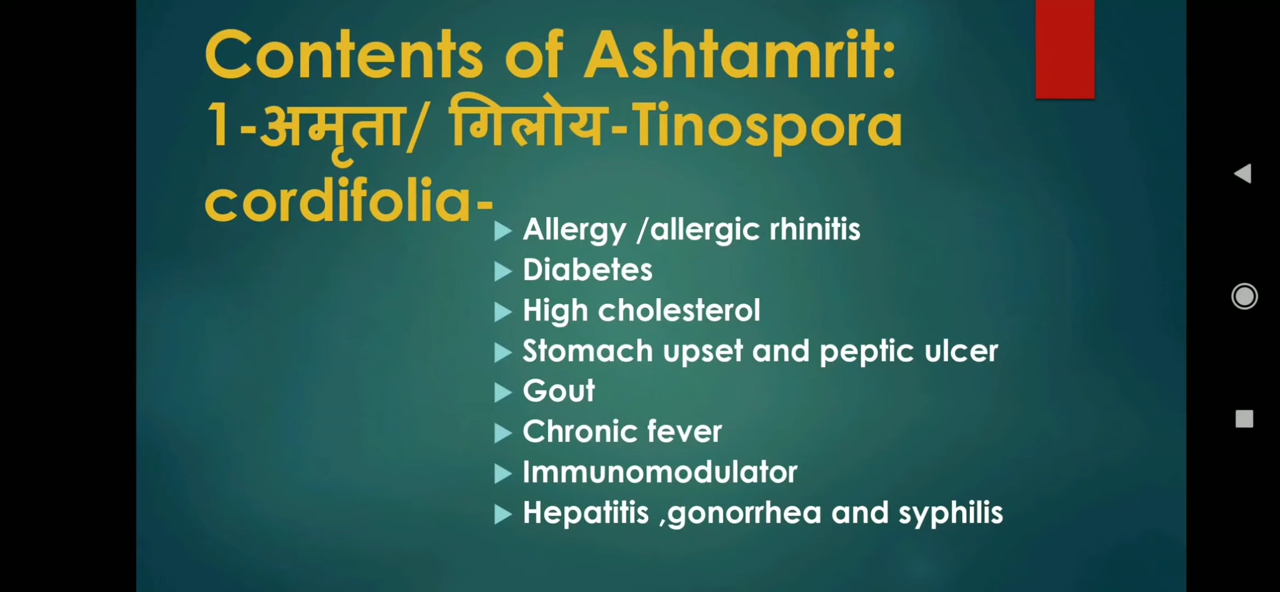 Contents of Ashtamrit:
1-अमृता/ गिलोय-Tinospora
cordifolia-
Allergy /allergic rhinitis
Diabetes
High cholesterol
Stomach upset and peptic ulcer
Gout
Chronic fever
Immunomodulator
Hepatitis ,gonorrhea and syphilis